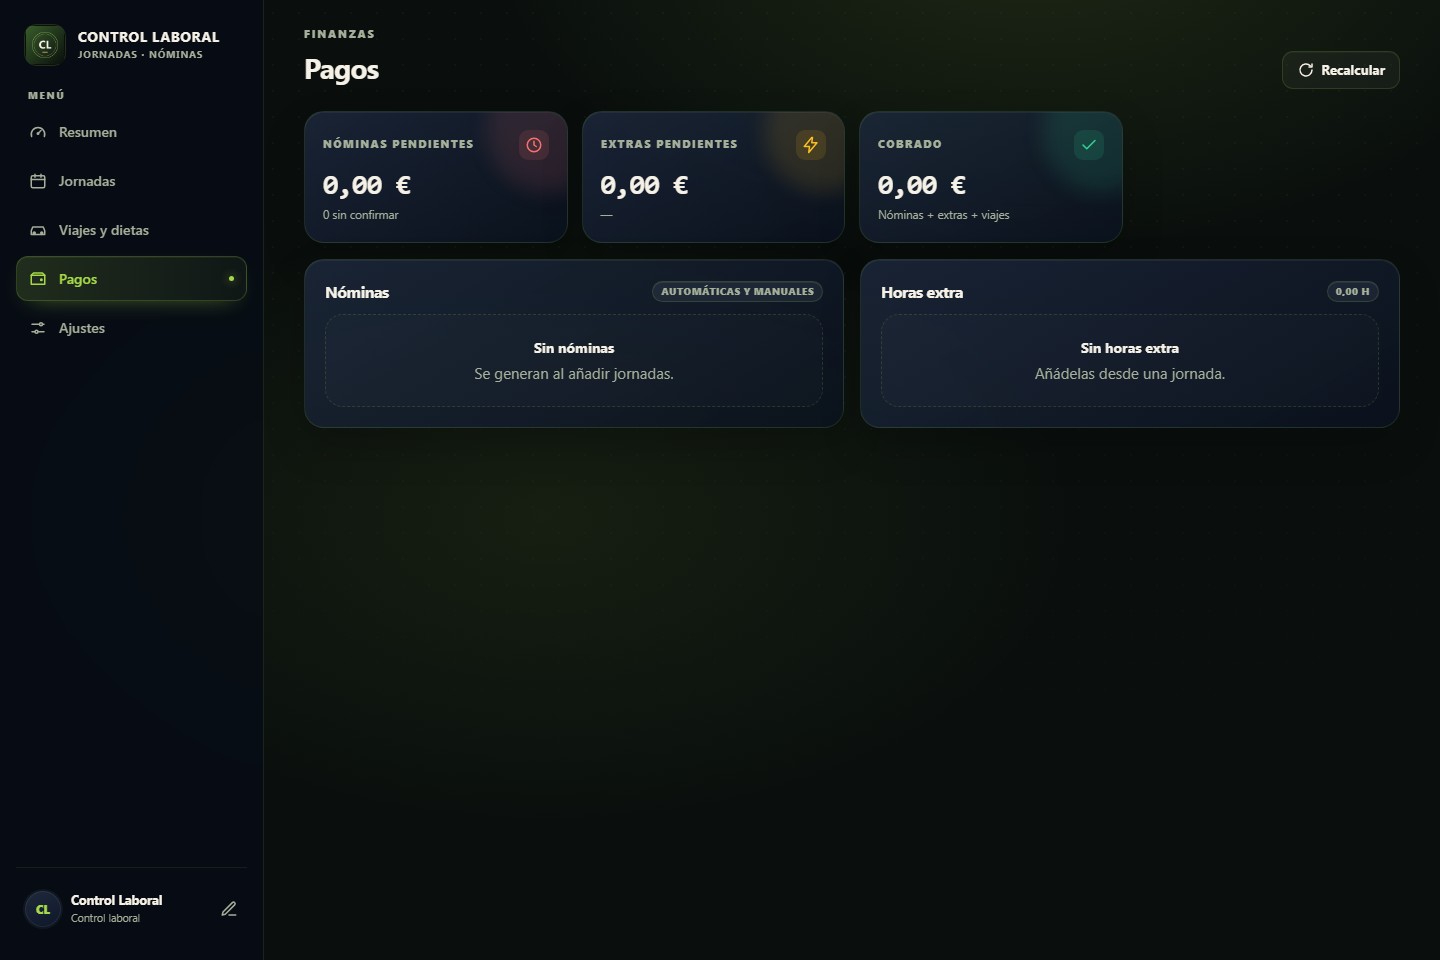 CL
CONTROL LABORAL
JORNADAS · NÓMINAS
MENÚ
Resumen
Jornadas
Viajes y dietas
Pagos
Ajustes
CL
Control Laboral
Control laboral
FINANZAS
Pagos
Recalcular
NÓMINAS PENDIENTES
0,00 €
0 sin confirmar
EXTRAS PENDIENTES
0,00 €
—
COBRADO
0,00 €
Nóminas + extras + viajes
Nóminas
AUTOMÁTICAS Y MANUALES
Sin nóminas
Se generan al añadir jornadas.
Horas extra
0,00 H
Sin horas extra
Añádelas desde una jornada.